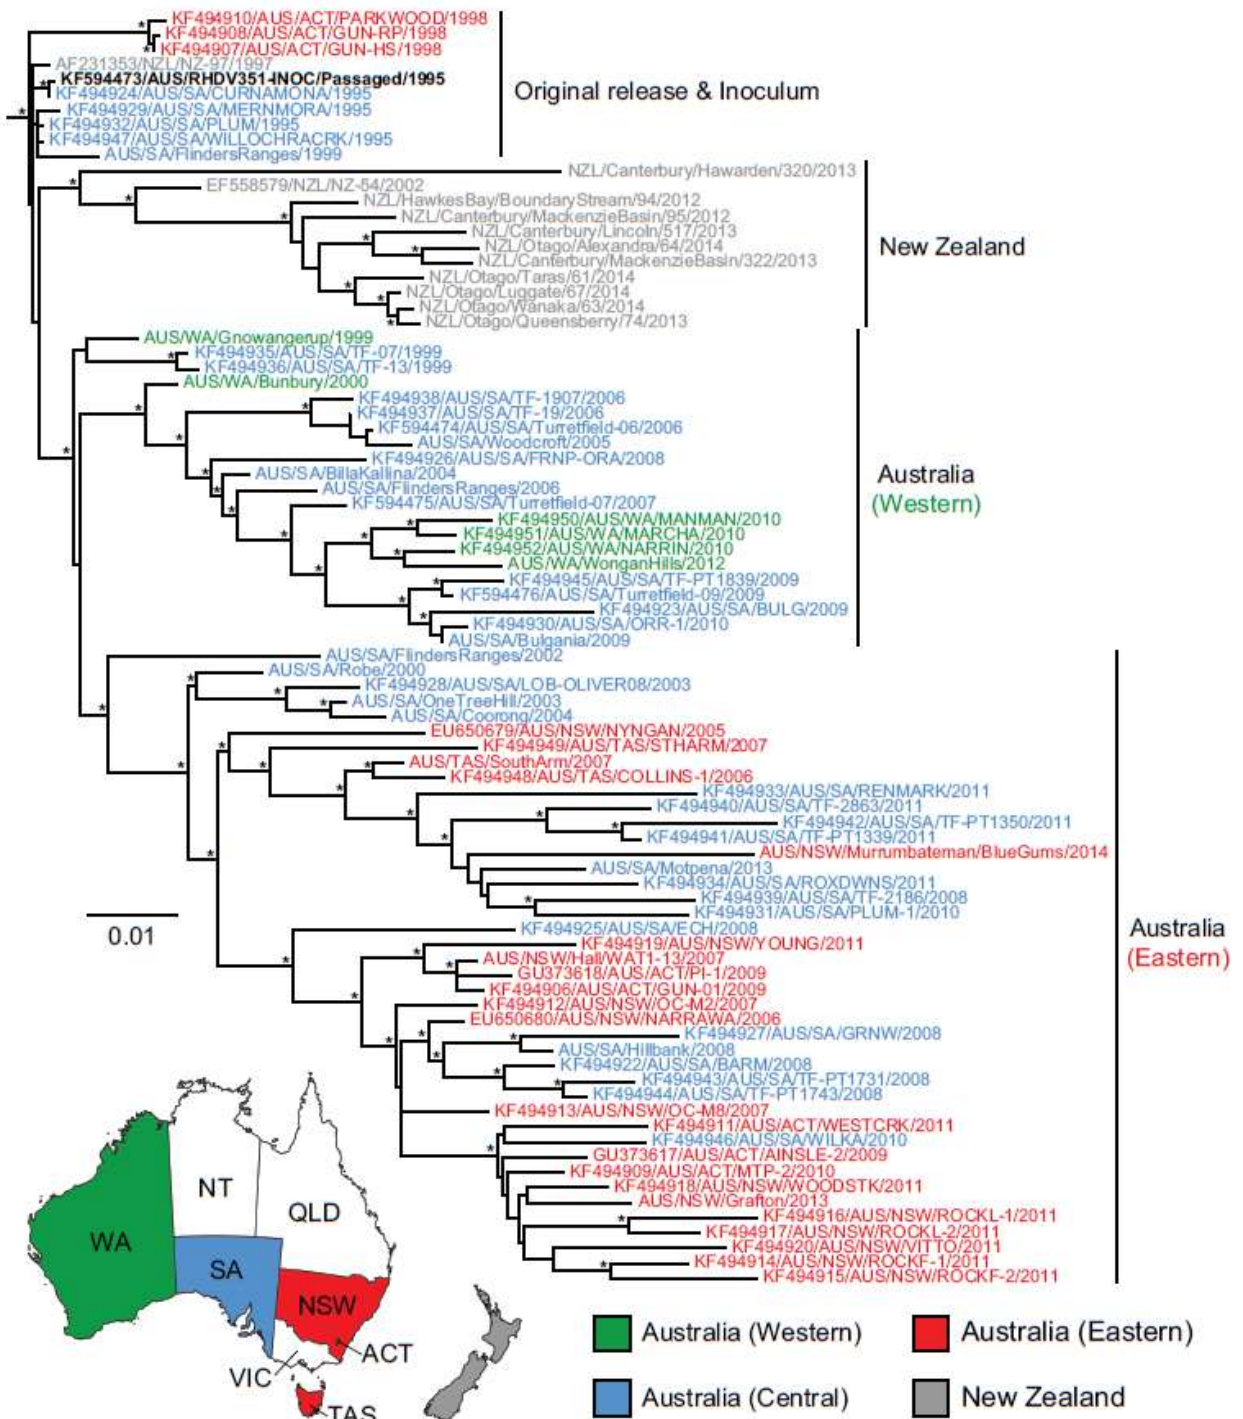 KF494910/AUS/ACT/PARKWOOD/1998
KF494908/AUS/ACT/GUN-RP/1998
KF494907/AUS/ACT/GUN-HS/1998
AF231353/NZL/NZ-97/1997
KF594473/AUS/RHDV351-INOC/Passaged/1995
KF494924/AUS/SA/CURNAMONA/1995
KF494929/AUS/SA/MERNMORA/1995
KF494932/AUS/SA/PLUM/1995
KF494947/AUS/SA/WILLOCHRACRK/1995
AUS/SA/FlindersRanges/1999
Original release & Inoculum
NZL/Canterbury/Hawarden/320/2013
EF558579/NZL/NZ-54/2002
NZL/HawkesBay/BoundaryStream/94/2012
NZL/Canterbury/MackenzieBasin/95/2012
NZL/Canterbury/Lincoln/517/2013
NZL/Otago/Alexandra/64/2014
NZL/Canterbury/MackenzieBasin/322/2013
NZL/Otago/Taras/61/2014
NZL/Otago/Luggate/67/2014
NZL/Otago/Wanaka/63/2014
NZL/Otago/Queensberry/74/2013
New Zealand
AUS/WA/Gnowangerup/1999
KF494935/AUS/SA/TF-07/1999
KF494936/AUS/SA/TF-13/1999
AUS/WA/Bunbury/2000
KF494938/AUS/SA/TF-1907/2006
KF494937/AUS/SA/TF-19/2006
KF594474/AUS/SA/Turretfield-06/2006
AUS/SA/Woodcroft/2005
KF494926/AUS/SA/FRNP-ORA/2008
AUS/SA/BillaKallina/2004
AUS/SA/FlindersRanges/2006
KF594475/AUS/SA/Turretfield-07/2007
KF494950/AUS/WA/MANMAN/2010
KF494951/AUS/WA/MARCHA/2010
KF494952/AUS/WA/NARRIN/2010
AUS/WA/WonganHills/2012
KF494945/AUS/SA/TF-PT1839/2009
KF594476/AUS/SA/Turretfield-09/2009
KF494923/AUS/SA/BULG/2009
KF494930/AUS/SA/ORR-1/2010
AUS/SA/Bulgania/2009
Australia
(Western)
AUS/SA/FlindersRanges/2002
AUS/SA/Robe/2000
KF494928/AUS/SA/LOB-OLIVER08/2003
AUS/SA/OneTreeHill/2003
AUS/SA/Coorong/2004
EU650679/AUS/NSW/NYNGAN/2005
KF494949/AUS/TAS/STHARM/2007
AUS/TAS/SouthArm/2007
KF494948/AUS/TAS/COLLINS-1/2006
KF494933/AUS/SA/RENMARK/2011
KF494940/AUS/SA/TF-2863/2011
KF494942/AUS/SA/TF-PT1350/2011
KF494941/AUS/SA/TF-PT1339/2011
AUS/NSW/Murrumbateman/BlueGums/2014
AUS/SA/Motpena/2013
KF494934/AUS/SA/ROXDWNS/2011
KF494939/AUS/SA/TF-2186/2008
KF494931/AUS/SA/PLUM-1/2010
KF494925/AUS/SA/ECH/2008
KF494919/AUS/NSW/YOUNG/2011
AUS/NSW/Hall/WAT1-13/2007
GU373618/AUS/ACT/PI-1/2009
KF494906/AUS/ACT/GUN-01/2009
KF494912/AUS/NSW/OC-M2/2007
EU650680/AUS/NSW/NARRAWA/2006
KF494927/AUS/SA/GRNW/2008
AUS/SA/Hillbank/2008
KF494922/AUS/SA/BARM/2008
KF494943/AUS/SA/TF-PT1731/2008
KF494944/AUS/SA/TF-PT1743/2008
KF494913/AUS/NSW/OC-M8/2007
KF494911/AUS/ACT/WESTCRK/2011
KF494946/AUS/SA/WILKA/2010
GU373617/AUS/ACT/AINSLE-2/2009
KF494909/AUS/ACT/MTP-2/2010
KF494918/AUS/NSW/WOODSTK/2011
AUS/NSW/Grafton/2013
KF494916/AUS/NSW/ROCKL-1/2011
KF494917/AUS/NSW/ROCKL-2/2011
KF494920/AUS/NSW/VITTO/2011
KF494914/AUS/NSW/ROCKF-1/2011
KF494915/AUS/NSW/ROCKF-2/2011
Australia
(Eastern)
0.01
NT
QLD
WA
SA
NSW
ACT
VIC
TAS
Australia (Western)
Australia (Eastern)
Australia (Central)
New Zealand